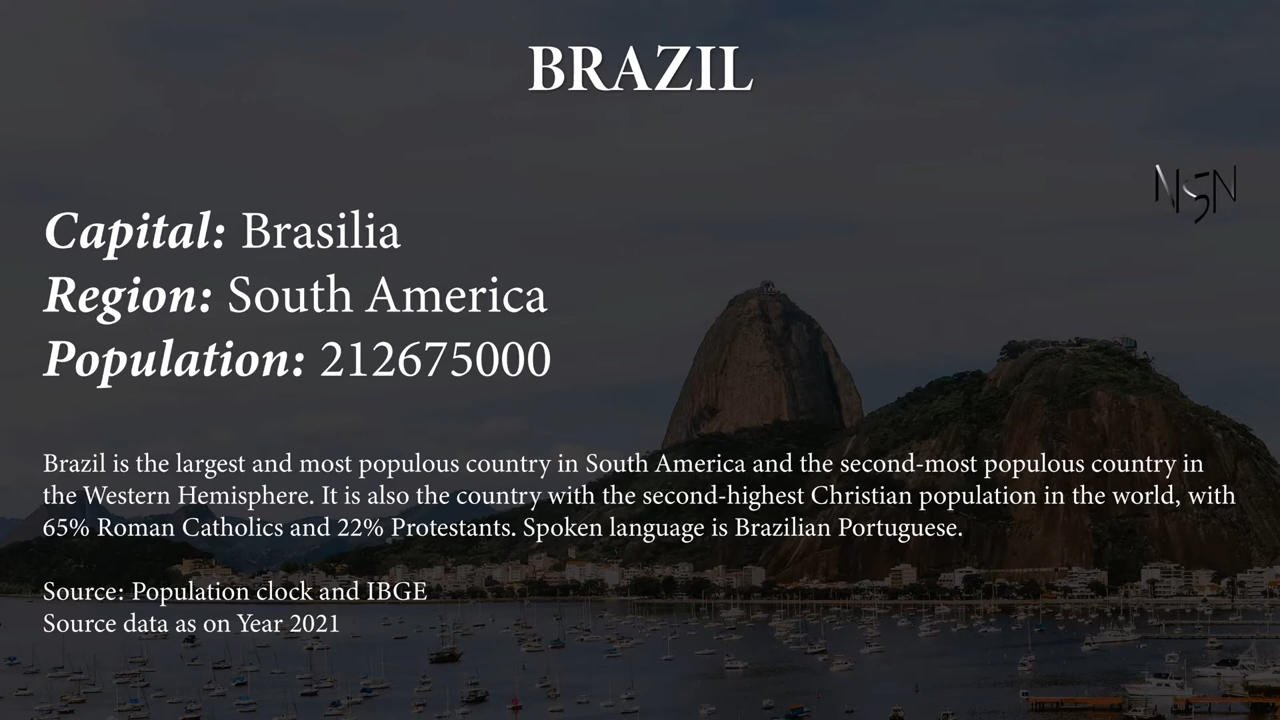 BRAZIL
NSN
Capital: Brasilia
Region: South America
Population: 212675000
Brazil is the largest and most populous country in South America and the second-most populous country in
the Western Hemisphere. It is also the country with the second-highest Christian population in the world, with
65% Roman Catholics and 22% Protestants. Spoken language is Brazilian Portuguese.
Source: Population clock and IBGE
Source data as on Year 2021